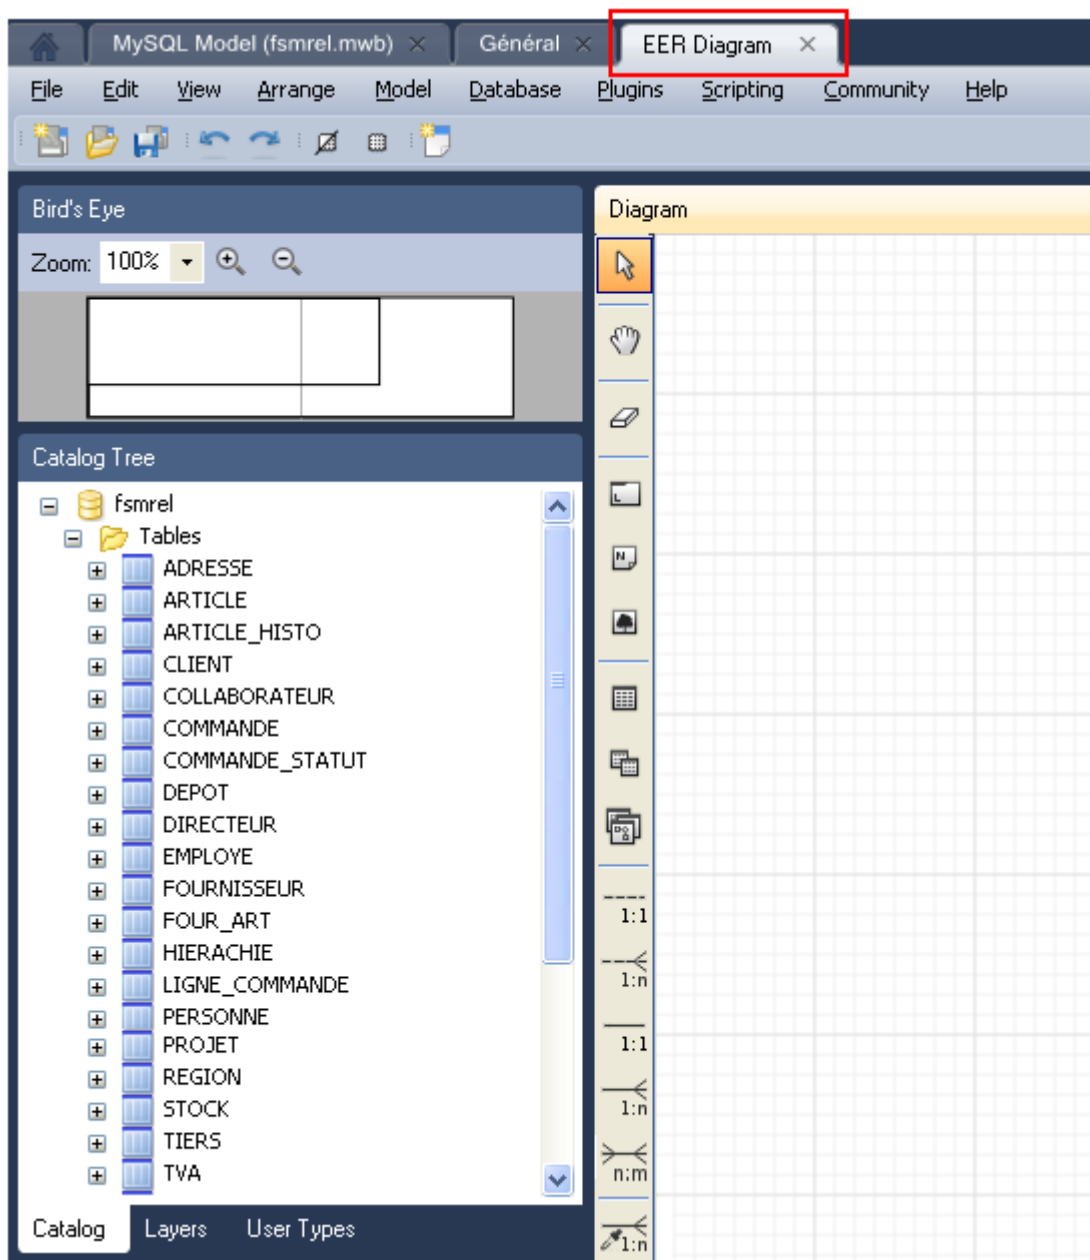 MySQL Model (fsmrel.mwb) Général EER Diagram
File Edit View Arrange Model Database Plugins Scripting Community Help
Bird's Eye
Zoom: 100%
Diagram
L
N
Catalog Tree
fsmrel
Tables
ADRESSE
ARTICLE
ARTICLE_HISTO
CLIENT
COLLABORATEUR
COMMANDE
COMMANDE_STATUT
DEPOT
DIRECTEUR
EMPLOYE
FOURNISSEUR
FOUR_ART
HIERACHIE
LIGNE_COMMANDE
PERSONNE
PROJET
REGION
STOCK
TIERS
TVA
1:1
1:n
1:1
1:n
n:m
1:n
Catalog Layers User Types